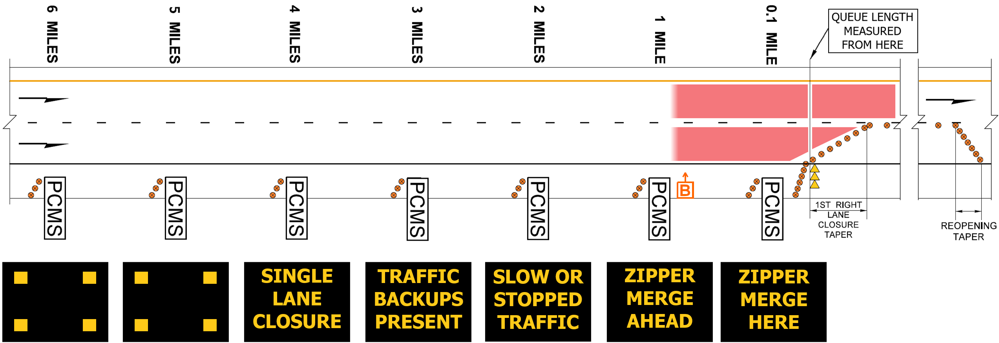 6 MILES
5 MILES
4 MILES
3 MILES
2 MILES
1 MILE
0.1 MILE
QUEUE LENGTH
MEASURED
FROM HERE
PCMS
PCMS
PCMS
PCMS
PCMS
PCMS
B
PCMS
1ST RIGHT
LANE
CLOSURE
TAPER
REOPENING
TAPER
SINGLE
LANE
CLOSURE
TRAFFIC
BACKUPS
PRESENT
SLOW OR
STOPPED
TRAFFIC
ZIPPER
MERGE
AHEAD
ZIPPER
MERGE
HERE